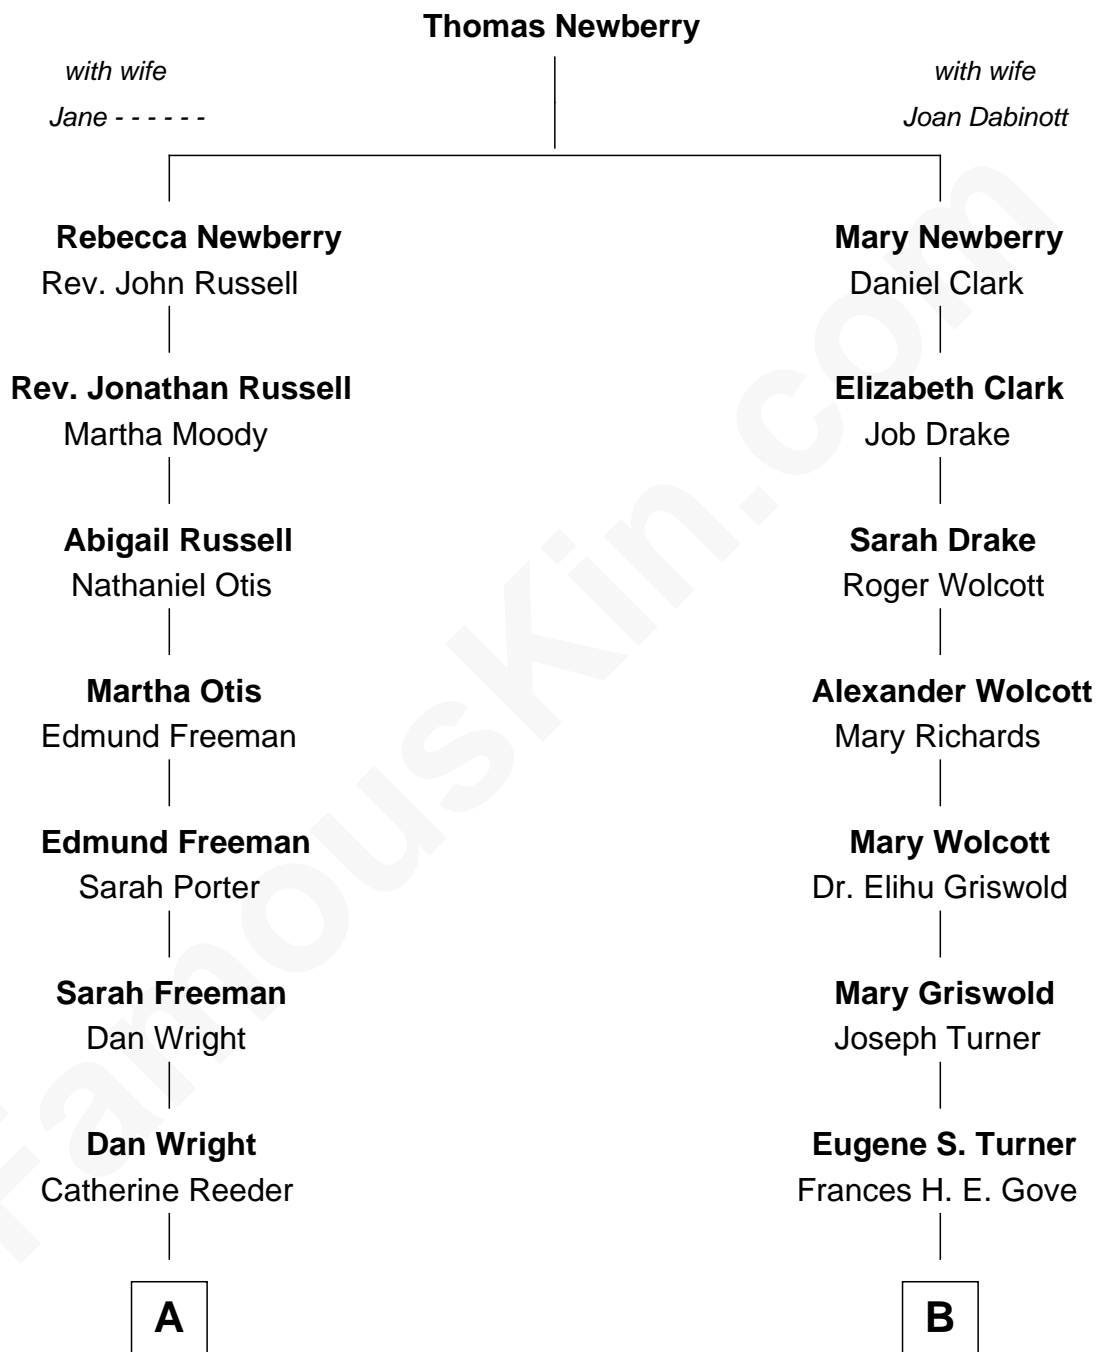 Thomas Newberry
with wife
Jane - - - - - -
with wife
Joan Dabinott
Rebecca Newberry
Rev. John Russell
Mary Newberry
Daniel Clark
Rev. Jonathan Russell
Martha Moody
Elizabeth Clark
Job Drake
Abigail Russell
Nathaniel Otis
Sarah Drake
Roger Wolcott
Martha Otis
Edmund Freeman
Alexander Wolcott
Mary Richards
Edmund Freeman
Sarah Porter
Mary Wolcott
Dr. Elihu Griswold
Sarah Freeman
Dan Wright
Mary Griswold
Joseph Turner
Dan Wright
Catherine Reeder
Eugene S. Turner
Frances H. E. Gove
A
B
FamousKin.com